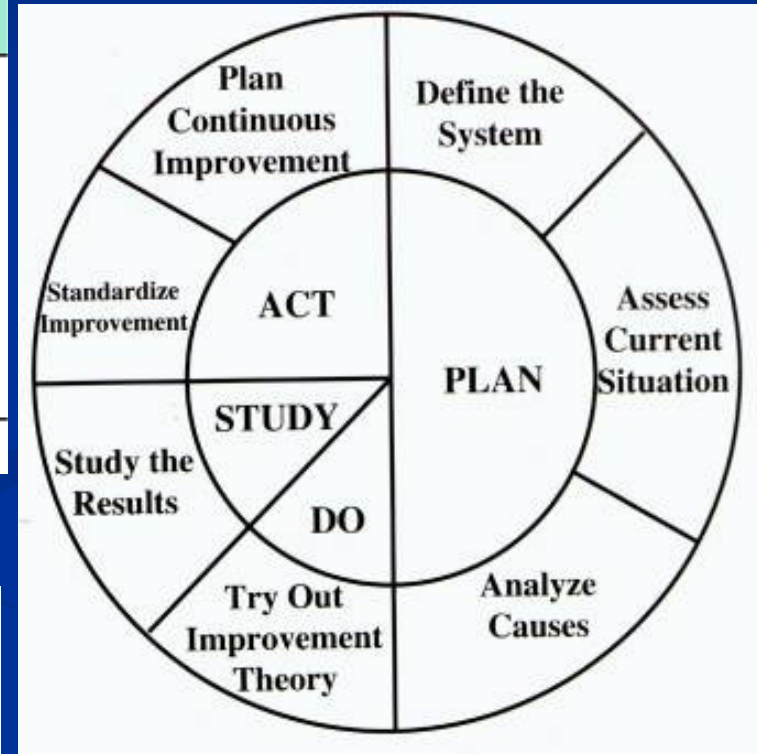 Plan
Continuous
Improvement
Define the
System
Standardize
Improvement
ACT
Assess
Current
Situation
PLAN
STUDY
Study the
Results
DO
Try Out
Improvement
Theory
Analyze
Causes